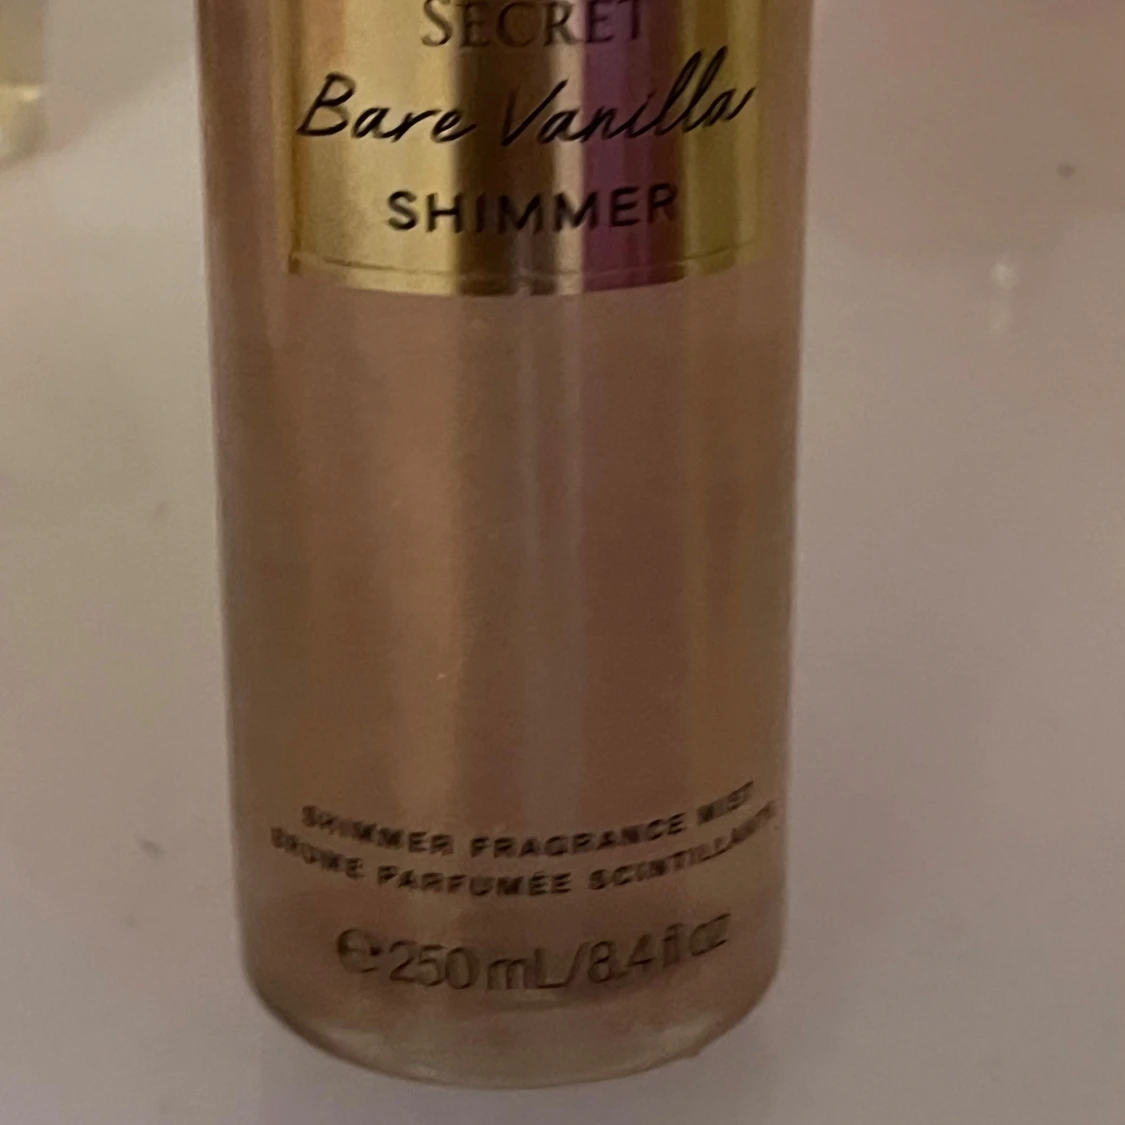 SECRET
Bare Vanilla
SHIMMER
SHIMMER FRAGRANCE MIST
BRUME PARFUMÉE SCINTILLANTE
℮ 250 mL/8.4 fl oz